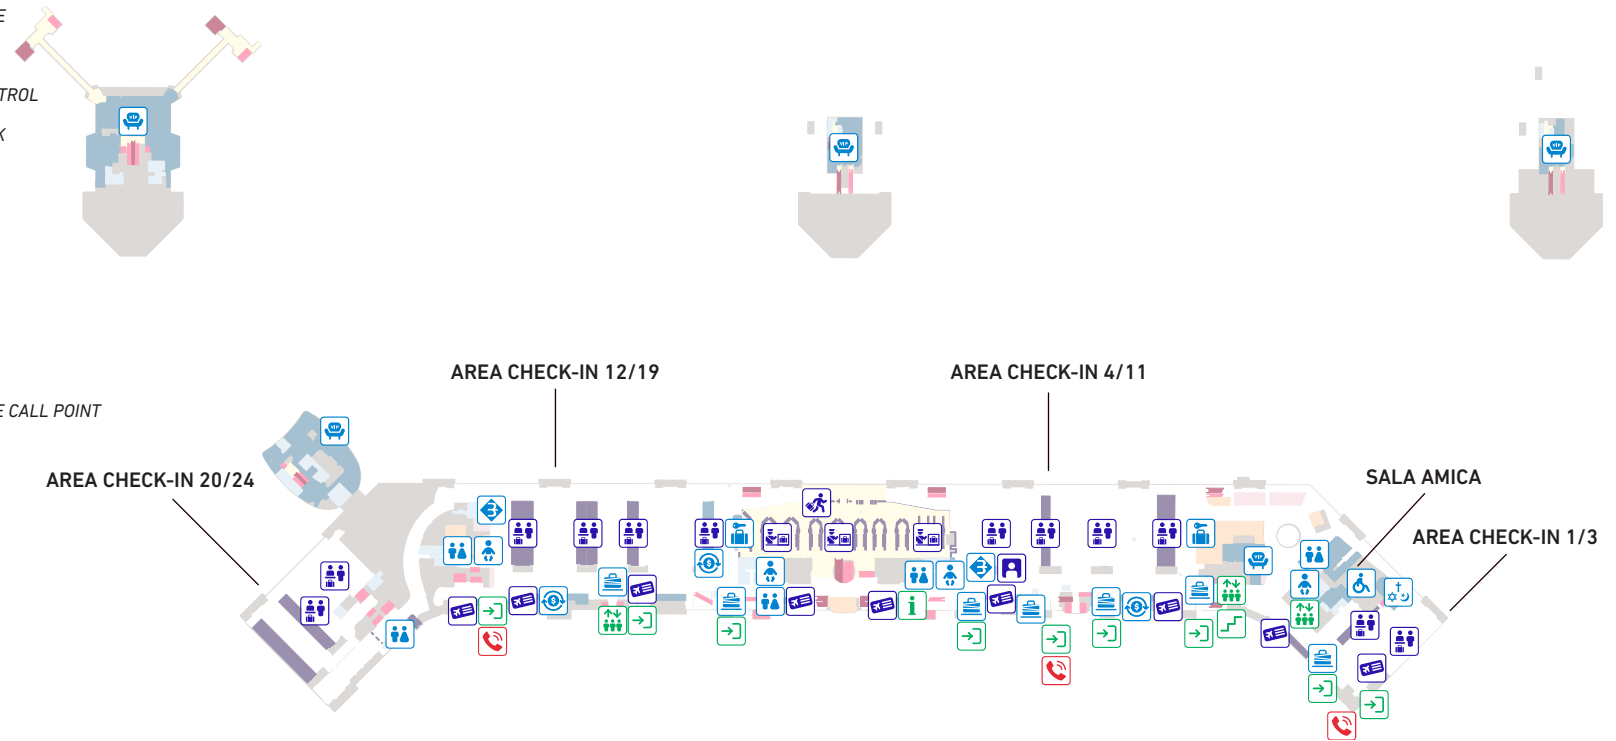 E
TROL
K
AREA CHECK-IN 12/19
AREA CHECK-IN 4/11
E CALL POINT
AREA CHECK-IN 20/24
SALA AMICA
AREA CHECK-IN 1/3